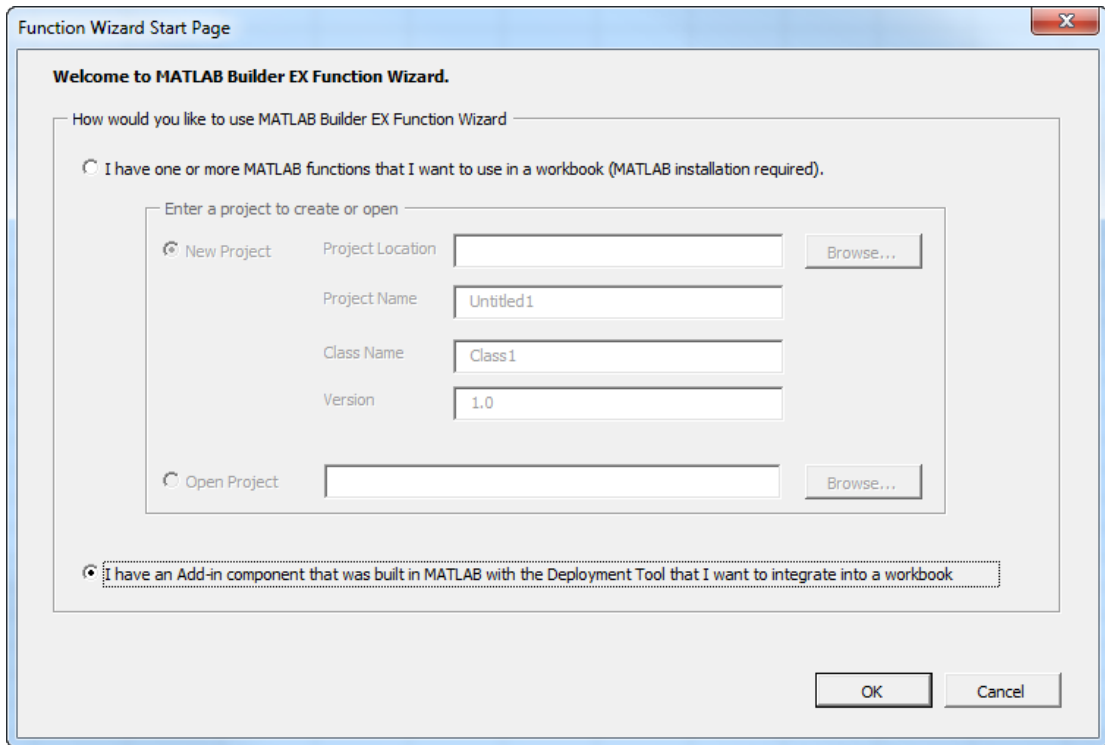 Function Wizard Start Page
Welcome to MATLAB Builder EX Function Wizard.
How would you like to use MATLAB Builder EX Function Wizard
I have one or more MATLAB functions that I want to use in a workbook (MATLAB installation required).
Enter a project to create or open
New Project Project Location Browse...
Project Name Untitled1
Class Name Class1
Version 1.0
Open Project Browse...
I have an Add-in component that was built in MATLAB with the Deployment Tool that I want to integrate into a workbook
OK Cancel